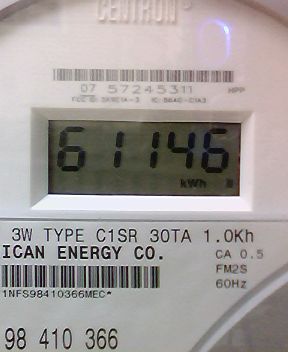 CENTRON
07 57245311 HPP
61146
kWh
3W TYPE C1SR 30TA 1.0Kh
ICAN ENERGY CO. CA 0.5
FM2S
1NFS98410366MEC* 60Hz
98 410 366